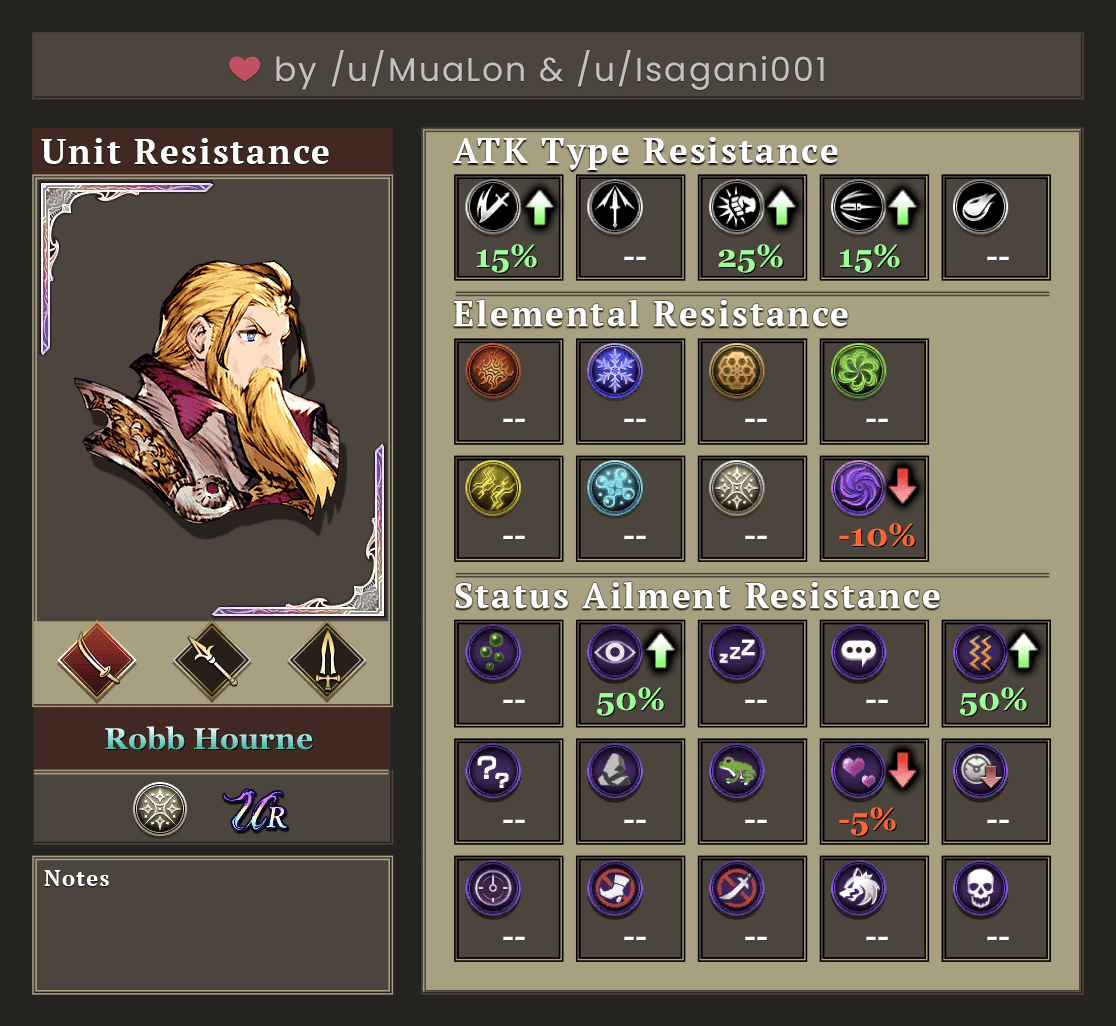 by /u/MuaLon & /u/Isagani001
Unit Resistance
Robb Hourne
UR
Notes
ATK Type Resistance
15% -- 25% 15% --
Elemental Resistance
-- -- -- --
-- -- -- -10%
Status Ailment Resistance
zzZ
-- 50% -- -- 50%
??
-- -- -- -5% --
-- -- -- -- --